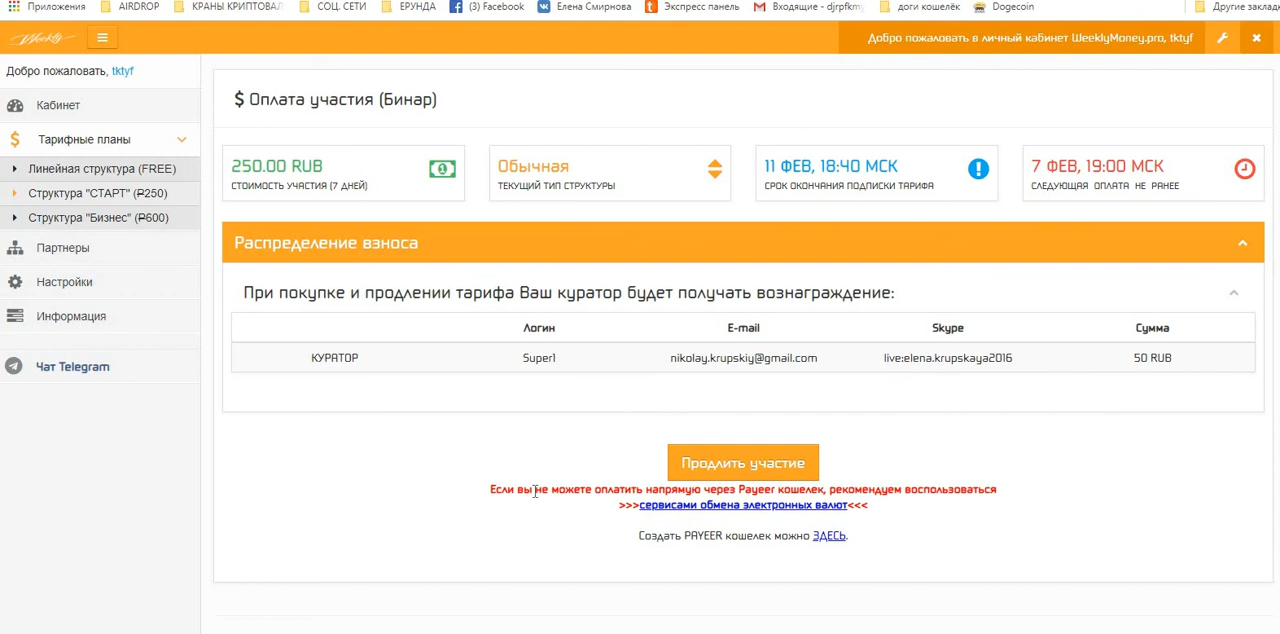 Приложения AIRDROP КРАНЫ КРИПТОВАЛ СОЦ. СЕТИ ЕРУНДА (3) Facebook Елена Смирнова Экспресс панель Входящие - djrpfkm доги кошелёк Dogecoin Другие заклад
Weekly
Добро пожаловать в личный кабинет WeeklyMoney.pro, tktyf
Добро пожаловать, tktyf
Кабинет
Тарифные планы
Линейная структура (FREE)
Структура "СТАРТ" (₽250)
Структура "Бизнес" (₽600)
Партнеры
Настройки
Информация
Чат Telegram
$ Оплата участия (Бинар)
250.00 RUB
СТОИМОСТЬ УЧАСТИЯ (7 ДНЕЙ)
Обычная
ТЕКУЩИЙ ТИП СТРУКТУРЫ
11 ФЕВ, 18:40 МСК
СРОК ОКОНЧАНИЯ ПОДПИСКИ ТАРИФА
7 ФЕВ, 19:00 МСК
СЛЕДУЮЩАЯ ОПЛАТА НЕ РАНЕЕ
Распределение взноса
При покупке и продлении тарифа Ваш куратор будет получать вознаграждение:
Логин E-mail Skype Сумма
КУРАТОР Super1 nikolay.krupskiy@gmail.com live:elena.krupskaya2016 50 RUB
Продлить участие
Если вы не можете оплатить напрямую через Payeer кошелек, рекомендуем воспользоваться
>>>сервисами обмена электронных валют<<<
Создать PAYEER кошелек можно ЗДЕСЬ.